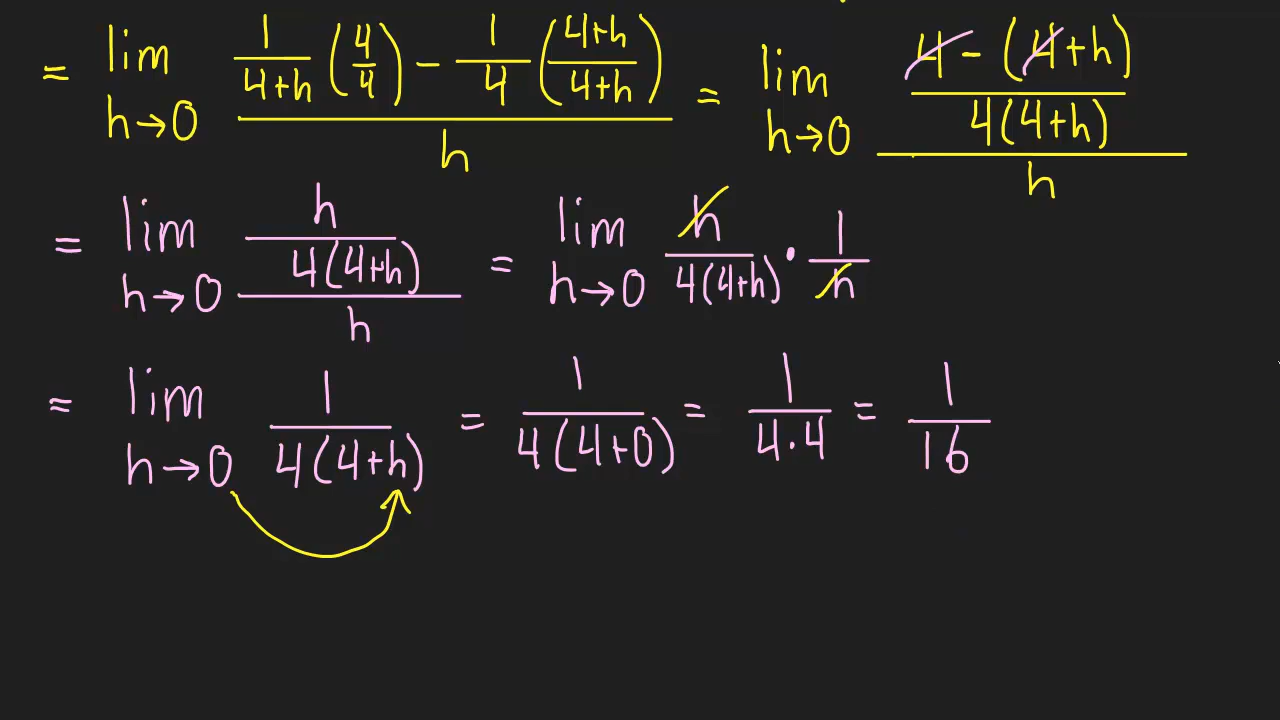 = lim h→0 (1/(4+h) (4/4) − 1/4 ((4+h)/(4+h)))/h = lim h→0 ((4 − (4+h))/(4(4+h)))/h
= lim h→0 (h/(4(4+h)))/h = lim h→0 h/(4(4+h)) · 1/h
= lim h→0 1/(4(4+h)) = 1/(4(4+0)) = 1/(4·4) = 1/16